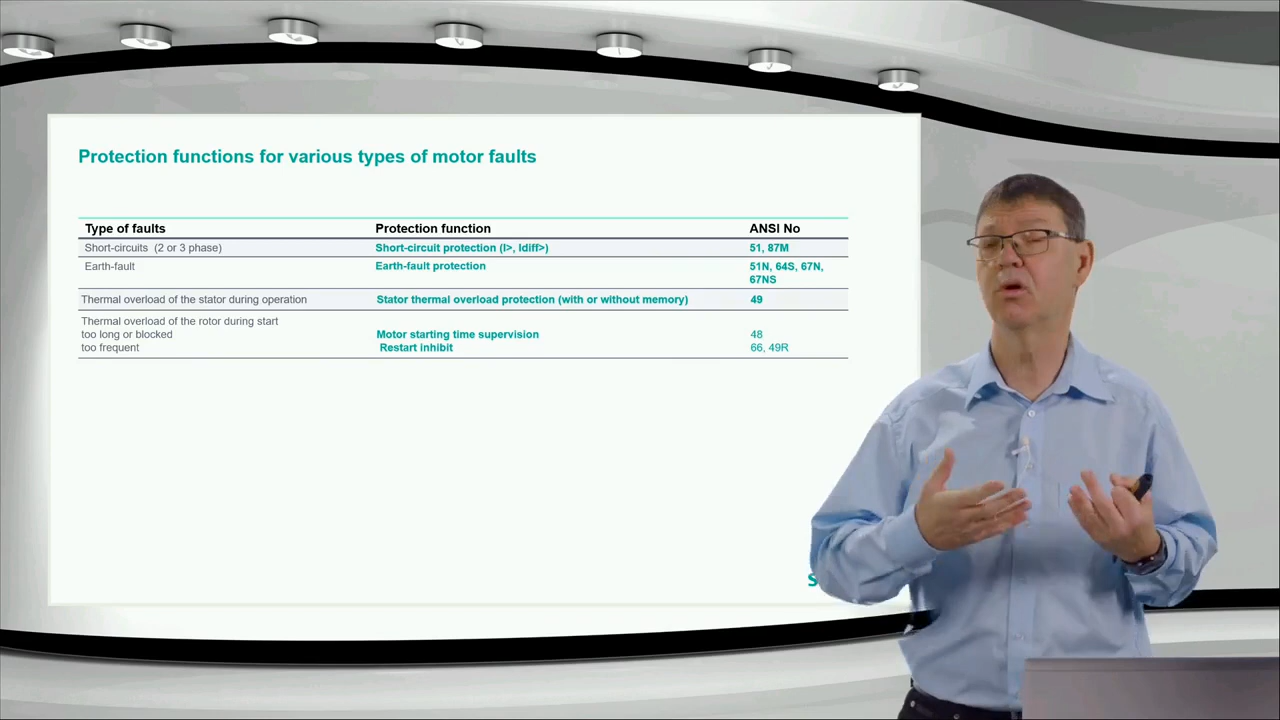 Protection functions for various types of motor faults
Type of faults Protection function ANSI No
Short-circuits (2 or 3 phase) Short-circuit protection (I>, Idiff>) 51, 87M
Earth-fault Earth-fault protection 51N, 64S, 67N,
67NS
Thermal overload of the stator during operation Stator thermal overload protection (with or without memory) 49
Thermal overload of the rotor during start
too long or blocked Motor starting time supervision 48
too frequent Restart inhibit 66, 49R